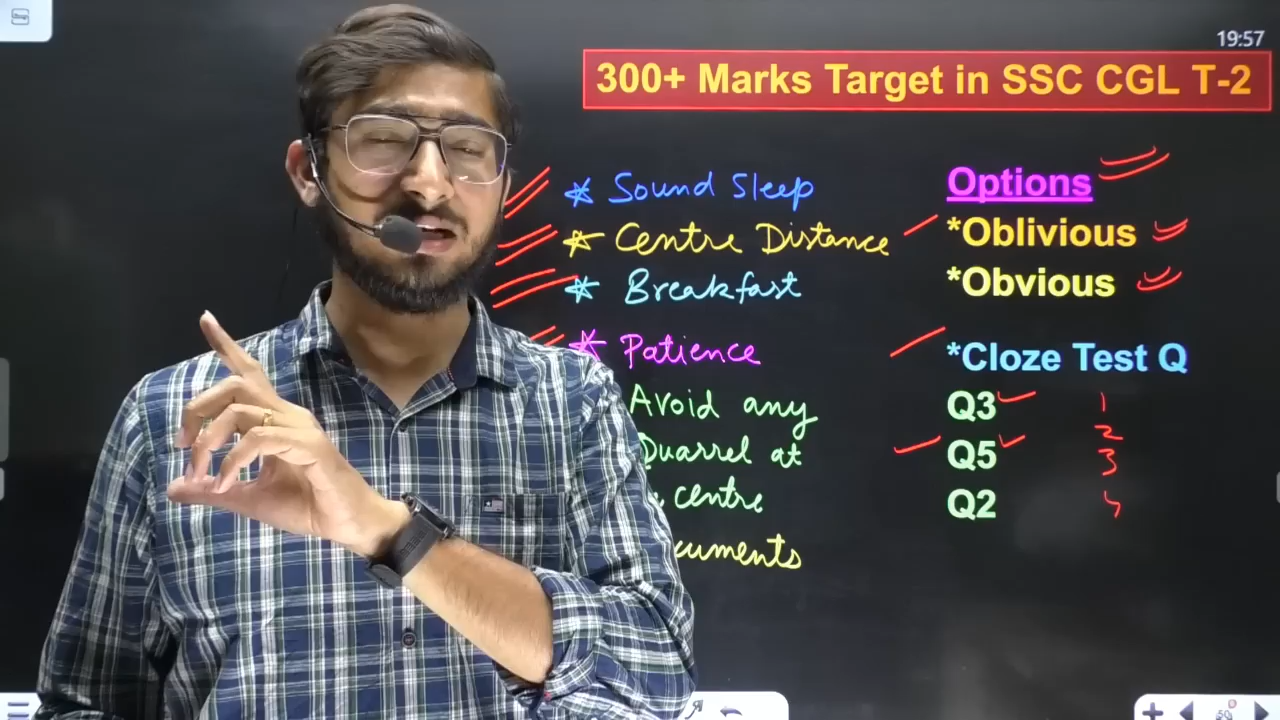 19:57
300+ Marks Target in SSC CGL T-2
* Sound Sleep
* Centre Distance
* Breakfast
* Patience
Avoid any
Quarrel at
centre
cuments
Options
*Oblivious
*Obvious
*Cloze Test Q
Q3 1
2
Q5 3
Q2